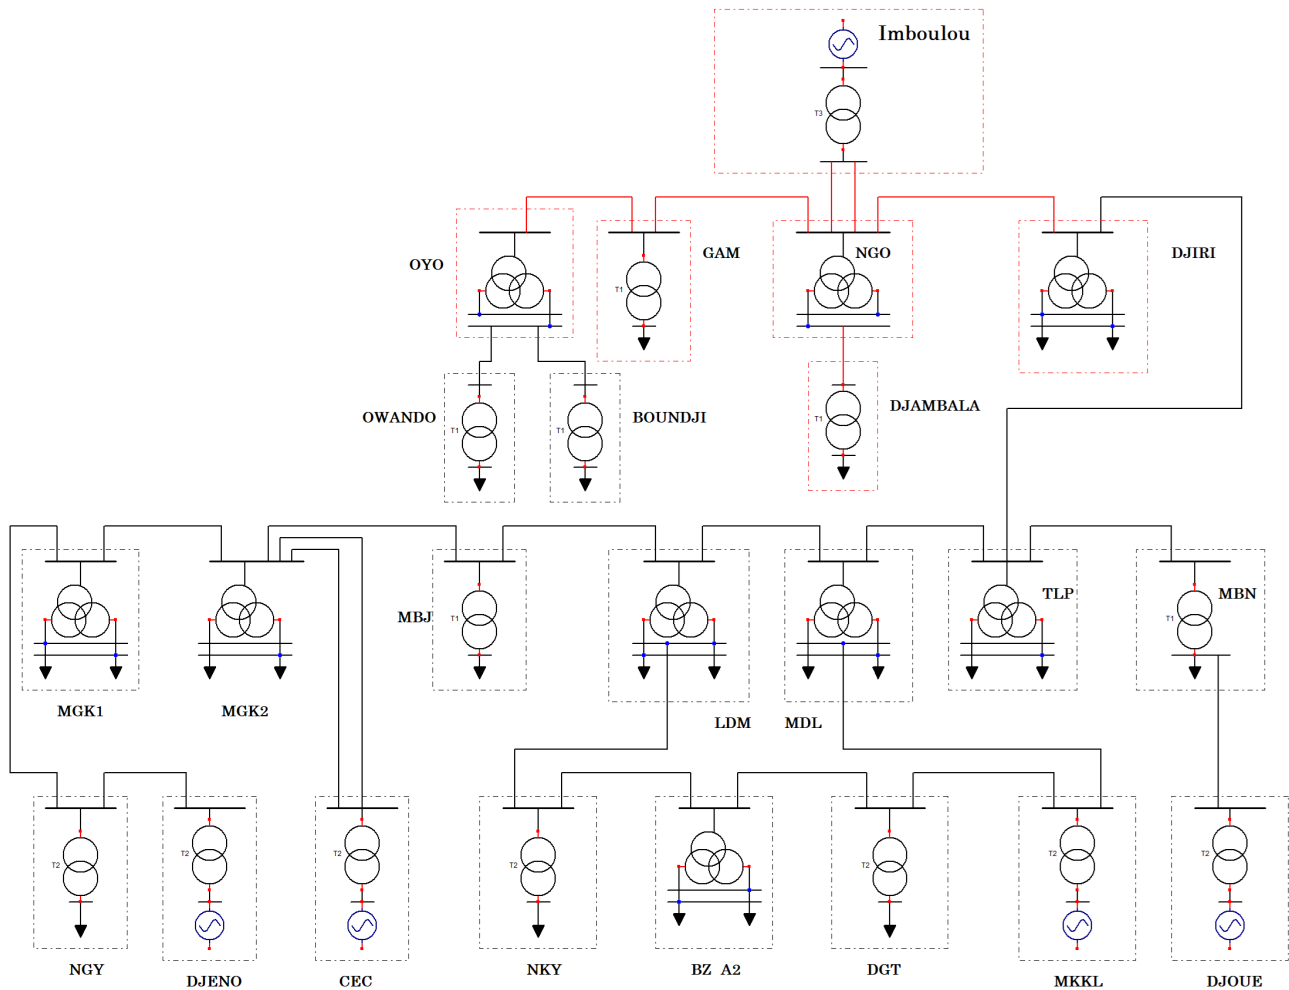 Imboulou
T3
OYO
GAM
NGO
DJIRI
T1
OWANDO
BOUNDJI
DJAMBALA
T1
T1
T1
MBJ
TLP
MBN
T1
T1
MGK1
MGK2
LDM
MDL
T2
T2
T2
T2
T2
T2
T2
NGY
DJENO
CEC
NKY
BZ A2
DGT
MKKL
DJOUE